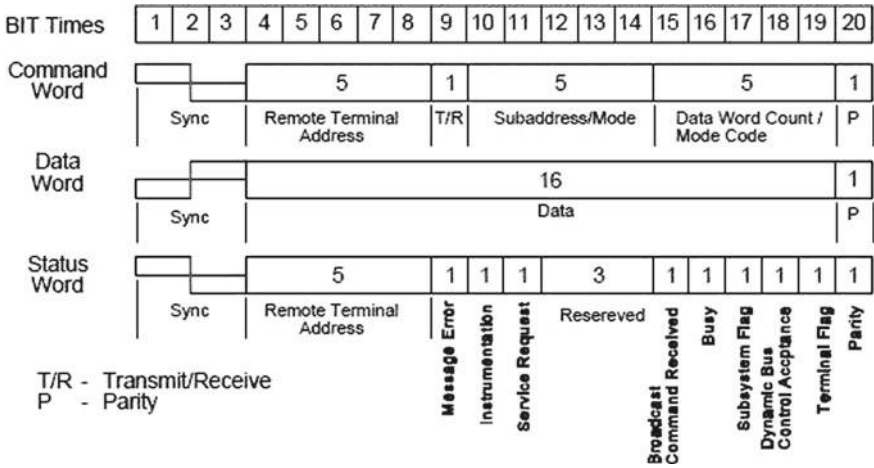 BIT Times 1 2 3 4 5 6 7 8 9 10 11 12 13 14 15 16 17 18 19 20
Command
Word
5 1 5 5 1
Sync Remote Terminal
Address T/R Subaddress/Mode Data Word Count /
Mode Code P
Data
Word
16 1
Sync Data P
Status
Word
5 1 1 1 3 1 1 1 1 1 1
Sync Remote Terminal
Address
Message Error
Instrumentation
Service Request
Resereved
Broadcast
Command Received
Busy
Subsystem Flag
Dynamic Bus
Control Accptance
Terminal Flag
Parity
T/R - Transmit/Receive
P - Parity